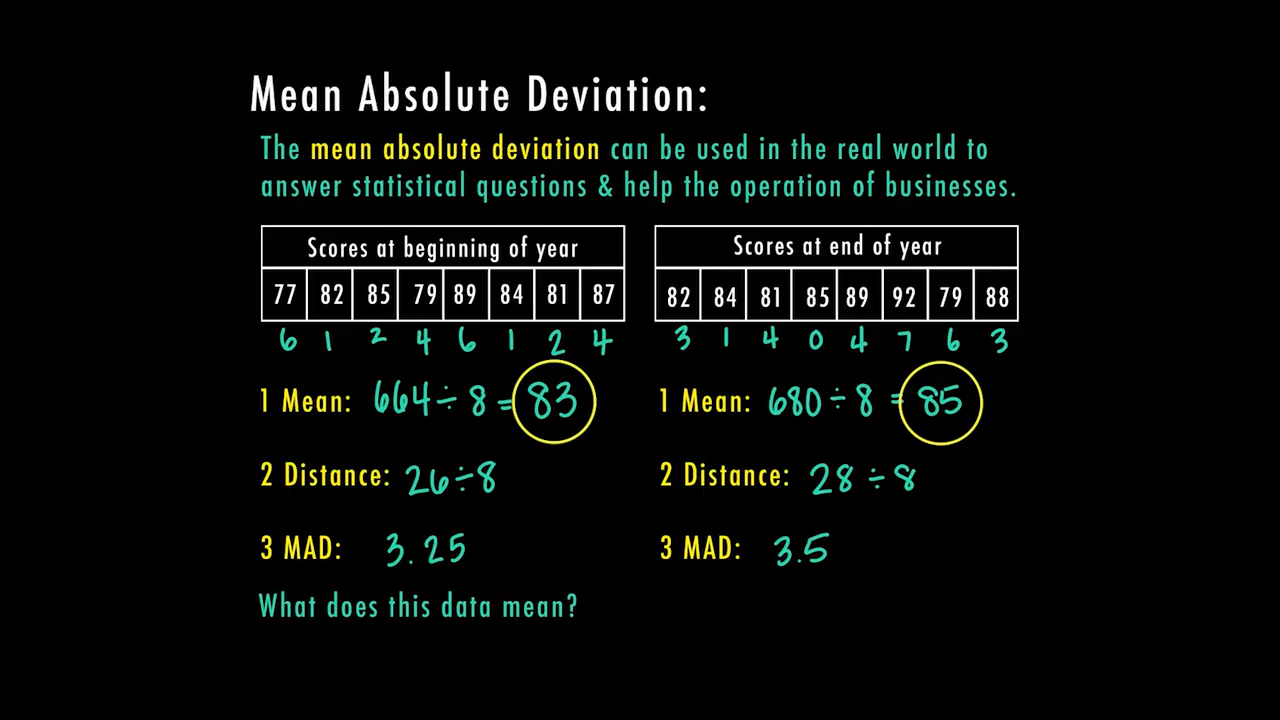 Mean Absolute Deviation:
The mean absolute deviation can be used in the real world to
answer statistical questions & help the operation of businesses.
Scores at beginning of year
77 82 85 79 89 84 81 87
6 1 2 4 6 1 2 4
1 Mean: 664 ÷ 8 = 83
2 Distance: 26 ÷ 8
3 MAD: 3.25
Scores at end of year
82 84 81 85 89 92 79 88
3 1 4 0 4 7 6 3
1 Mean: 680 ÷ 8 = 85
2 Distance: 28 ÷ 8
3 MAD: 3.5
What does this data mean?